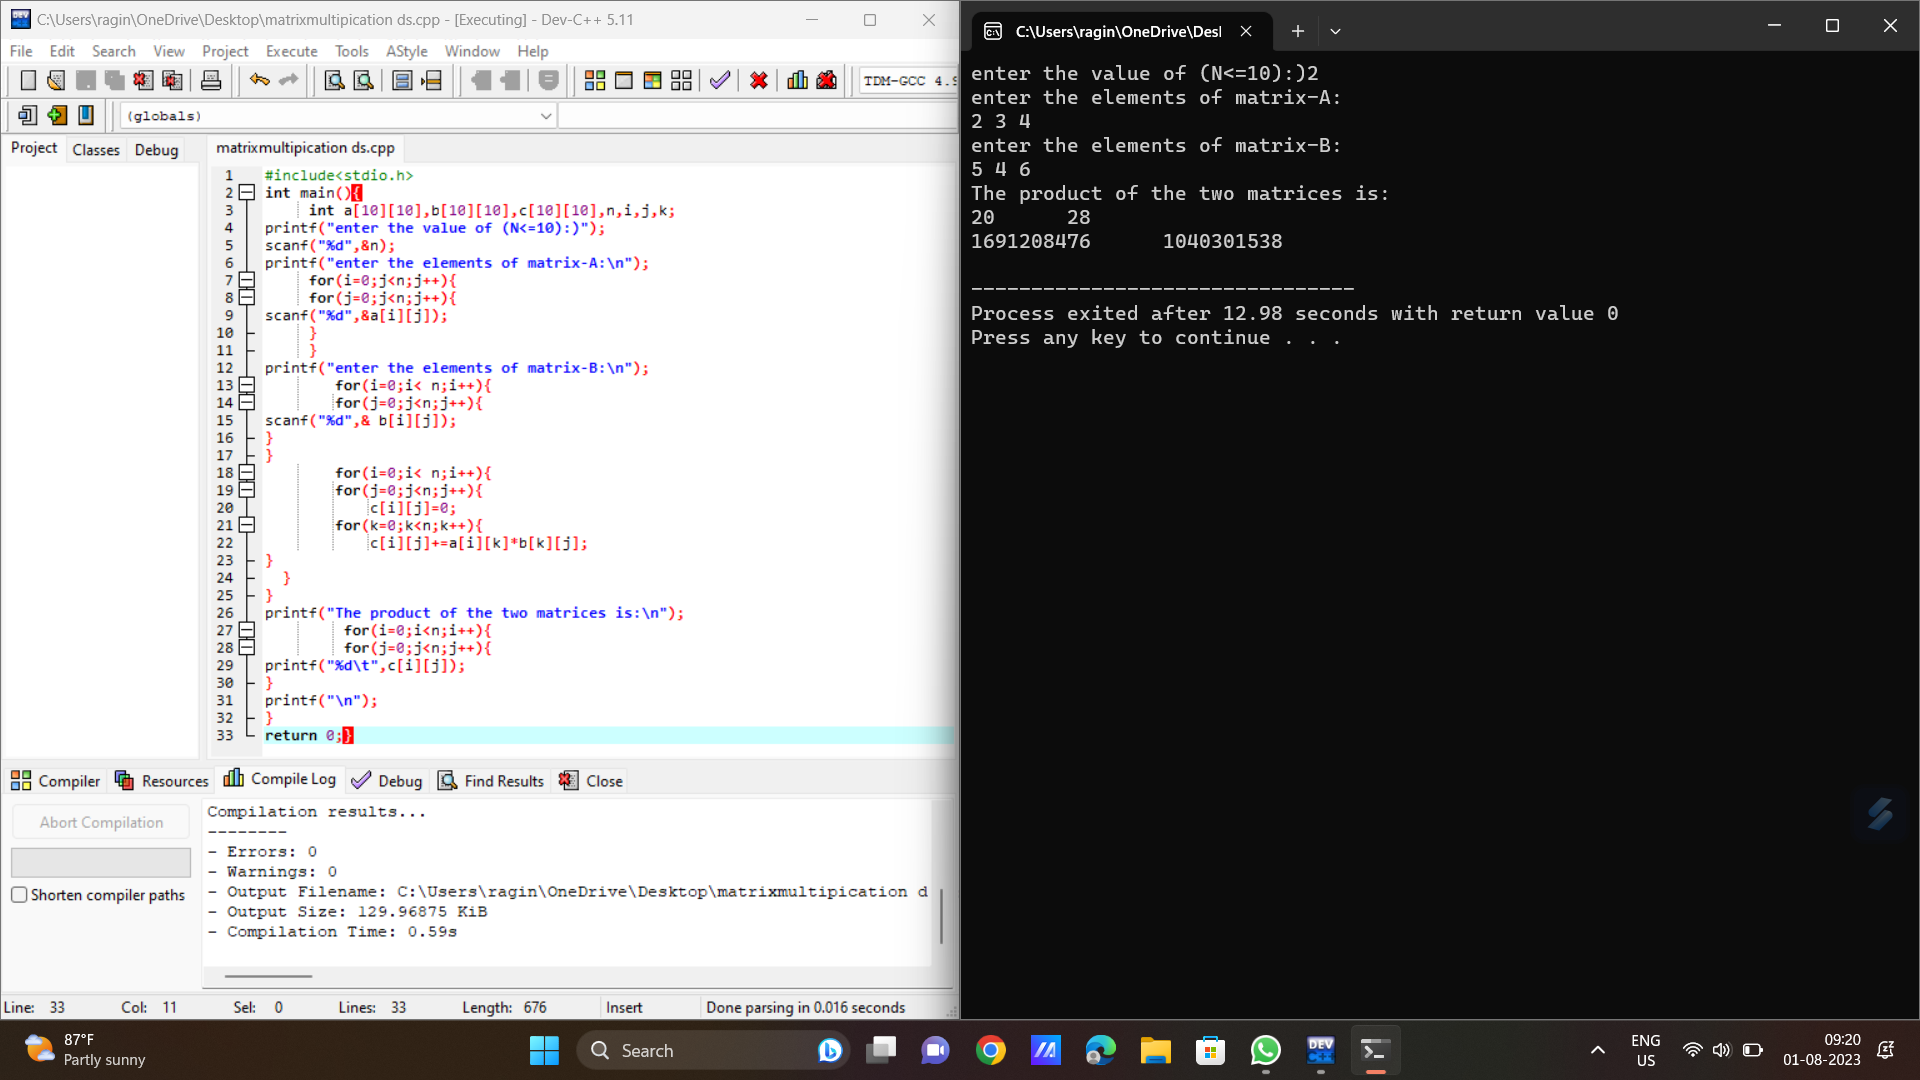 C:\Users\ragin\OneDrive\Desktop\matrixmultipication ds.cpp - [Executing] - Dev-C++ 5.11
File Edit Search View Project Execute Tools AStyle Window Help
TDM-GCC 4.9
(globals)
Project Classes Debug
matrixmultipication ds.cpp
1 #include<stdio.h>
2 int main(){
3 int a[10][10],b[10][10],c[10][10],n,i,j,k;
4 printf("enter the value of (N<=10):)");
5 scanf("%d",&n);
6 printf("enter the elements of matrix-A:\n");
7 for(i=0;j<n;j++){
8 for(j=0;j<n;j++){
9 scanf("%d",&a[i][j]);
10 }
11 }
12 printf("enter the elements of matrix-B:\n");
13 for(i=0;i< n;i++){
14 for(j=0;j<n;j++){
15 scanf("%d",& b[i][j]);
16 }
17 }
18 for(i=0;i< n;i++){
19 for(j=0;j<n;j++){
20 c[i][j]=0;
21 for(k=0;k<n;k++){
22 c[i][j]+=a[i][k]*b[k][j];
23 }
24 }
25 }
26 printf("The product of the two matrices is:\n");
27 for(i=0;i<n;i++){
28 for(j=0;j<n;j++){
29 printf("%d\t",c[i][j]);
30 }
31 printf("\n");
32 }
33 return 0;}
Compiler Resources Compile Log Debug Find Results Close
Abort Compilation
Shorten compiler paths
Compilation results...
--------
- Errors: 0
- Warnings: 0
- Output Filename: C:\Users\ragin\OneDrive\Desktop\matrixmultipication d
- Output Size: 129.96875 KiB
- Compilation Time: 0.59s
Line: 33 Col: 11 Sel: 0 Lines: 33 Length: 676 Insert Done parsing in 0.016 seconds
C:\Users\ragin\OneDrive\Desl
enter the value of (N<=10):)2
enter the elements of matrix-A:
2 3 4
enter the elements of matrix-B:
5 4 6
The product of the two matrices is:
20 28
1691208476 1040301538
--------------------------------
Process exited after 12.98 seconds with return value 0
Press any key to continue . . .
87°F
Partly sunny
Search
DEV
ENG
US
09:20
01-08-2023